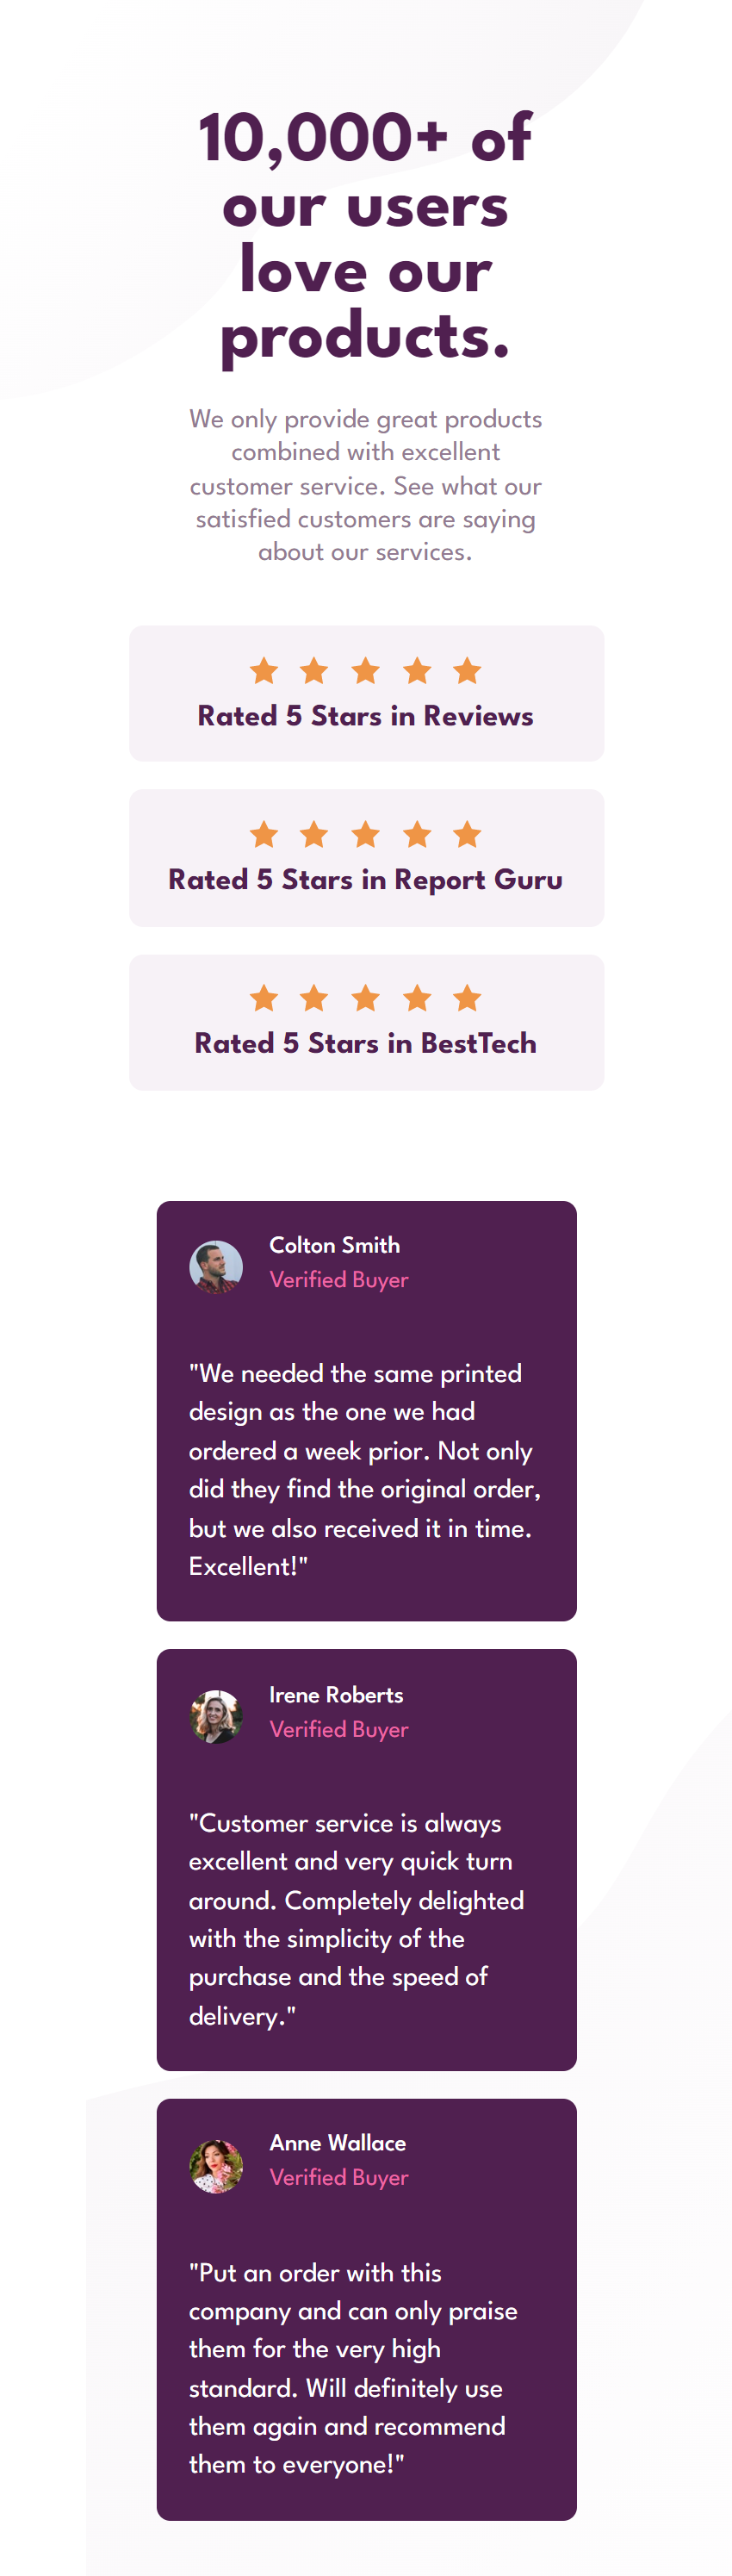 10,000+ of
our users
love our
products.
We only provide great products
combined with excellent
customer service. See what our
satisfied customers are saying
about our services.
Rated 5 Stars in Reviews
Rated 5 Stars in Report Guru
Rated 5 Stars in BestTech
Colton Smith
Verified Buyer
"We needed the same printed
design as the one we had
ordered a week prior. Not only
did they find the original order,
but we also received it in time.
Excellent!"
Irene Roberts
Verified Buyer
"Customer service is always
excellent and very quick turn
around. Completely delighted
with the simplicity of the
purchase and the speed of
delivery."
Anne Wallace
Verified Buyer
"Put an order with this
company and can only praise
them for the very high
standard. Will definitely use
them again and recommend
them to everyone!"